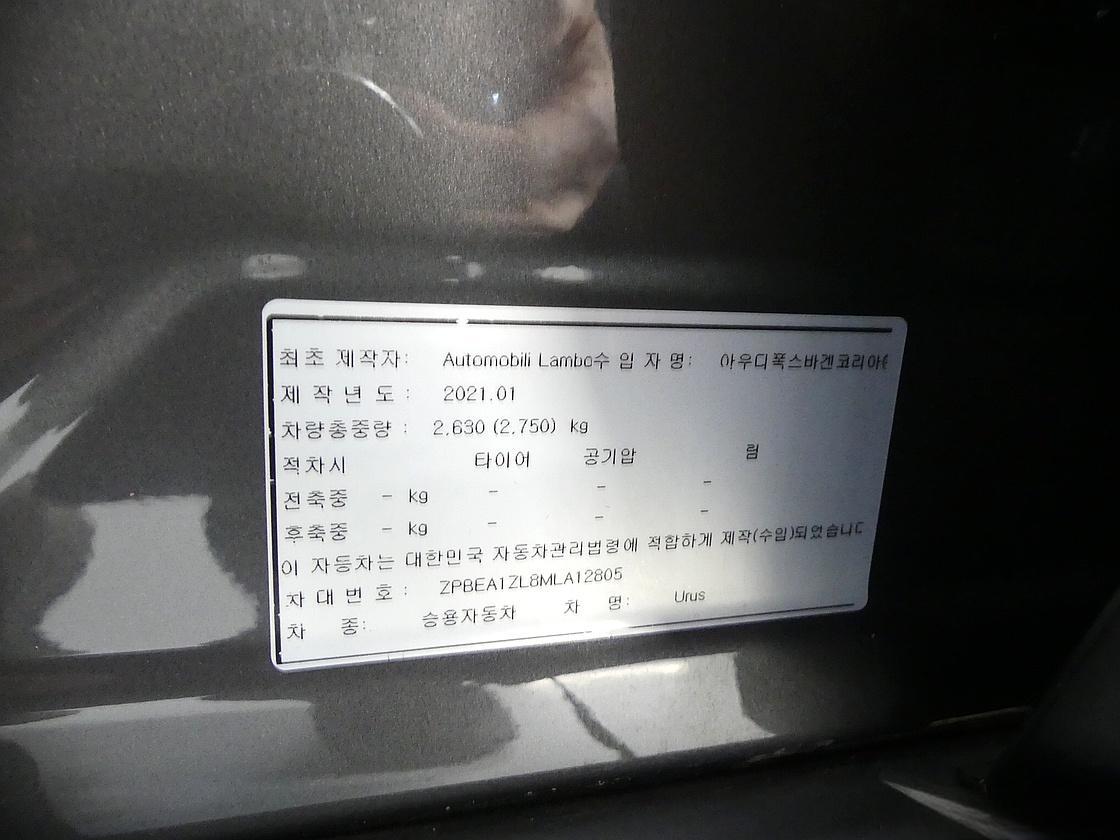 최초 제작자: Automobili Lambo수 입 자 명: 아우디폭스바겐코리아
제 작 년 도 : 2021.01
차량총중량 : 2,630 (2,750) kg
적차시 타이어 공기압 림
전축중 - kg - - -
후축중 - kg - - -
이 자동차는 대한민국 자동차관리법령에 적합하게 제작(수입)되었습니다
차 대 번 호 : ZPBEA1ZL8MLA12805
차 종: 승용자동차 차 명: Urus